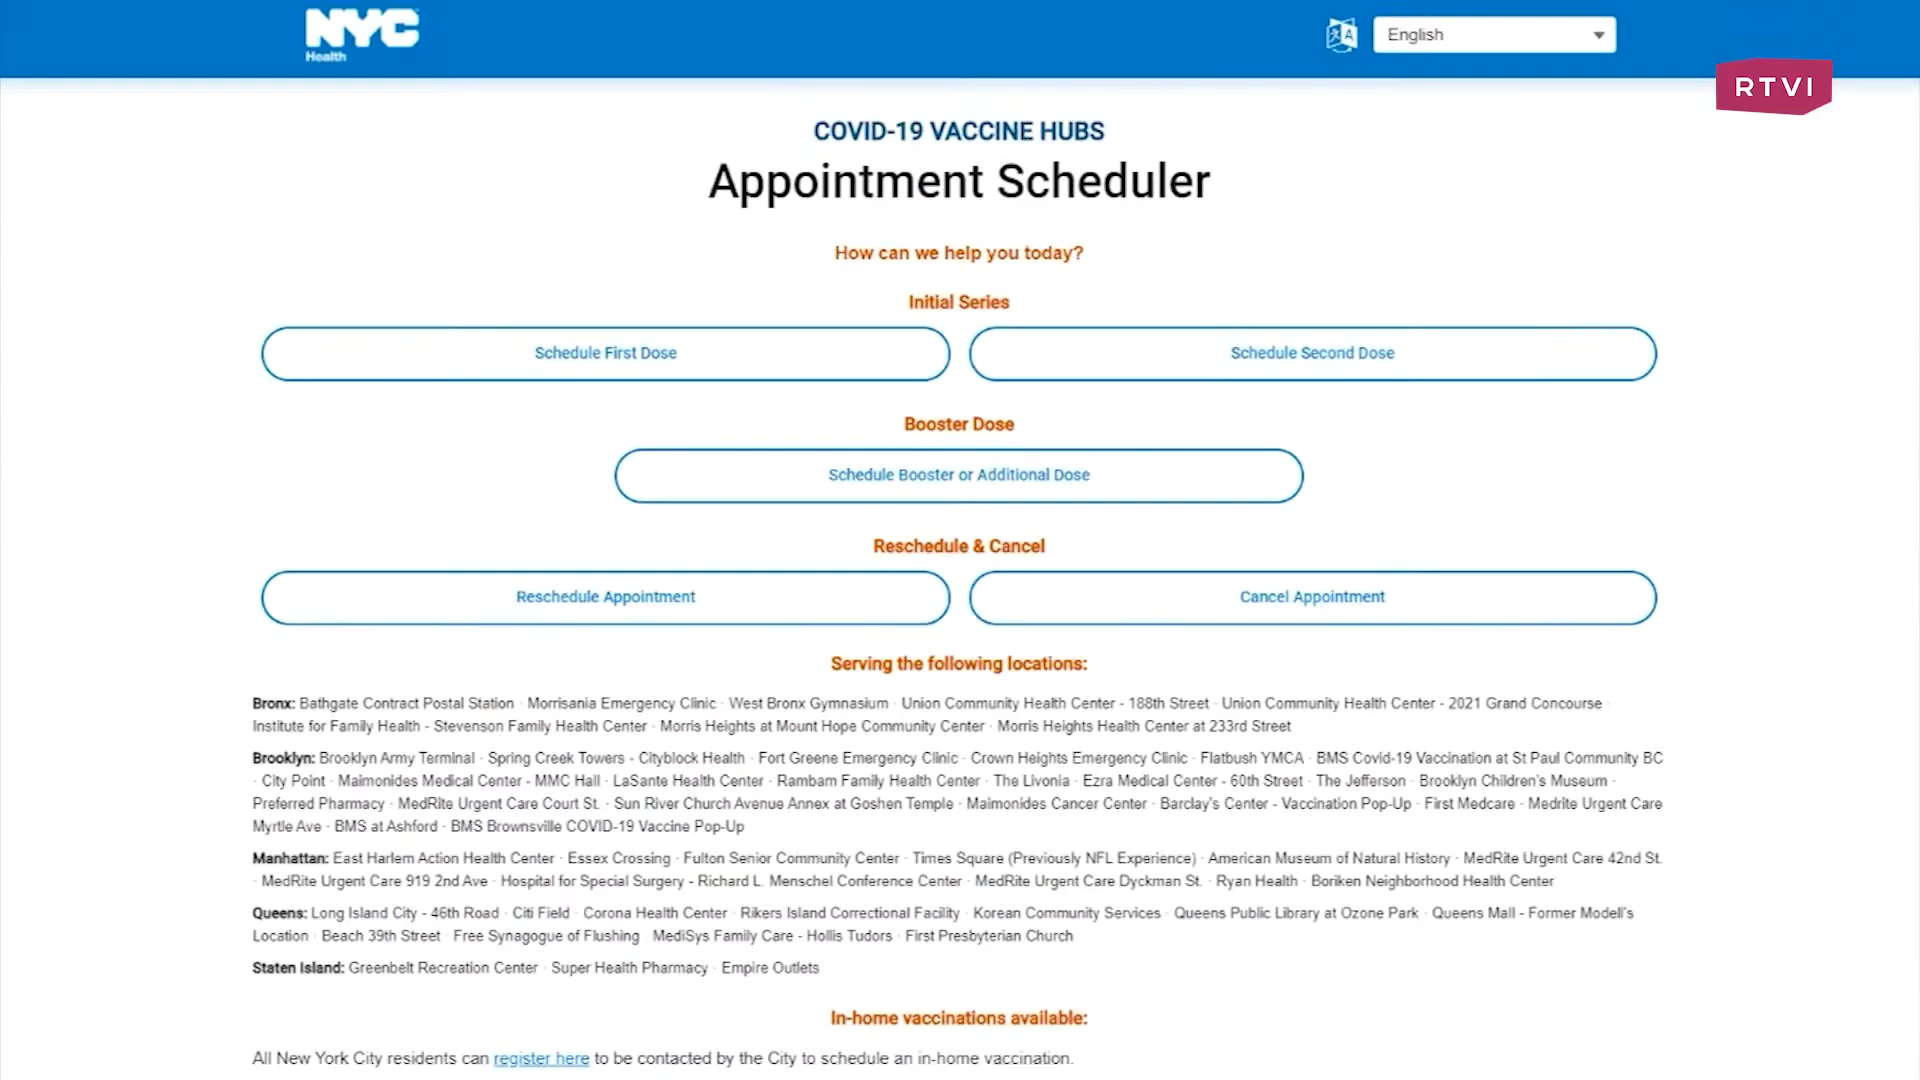 NYC
Health
English
RTVI
COVID-19 VACCINE HUBS
Appointment Scheduler
How can we help you today?
Initial Series
Schedule First Dose
Schedule Second Dose
Booster Dose
Schedule Booster or Additional Dose
Reschedule & Cancel
Reschedule Appointment
Cancel Appointment
Serving the following locations:
Bronx: Bathgate Contract Postal Station · Morrisania Emergency Clinic · West Bronx Gymnasium · Union Community Health Center - 188th Street · Union Community Health Center - 2021 Grand Concourse ·
Institute for Family Health - Stevenson Family Health Center · Morris Heights at Mount Hope Community Center · Morris Heights Health Center at 233rd Street
Brooklyn: Brooklyn Army Terminal · Spring Creek Towers - Cityblock Health · Fort Greene Emergency Clinic · Crown Heights Emergency Clinic · Flatbush YMCA · BMS Covid-19 Vaccination at St Paul Community BC
· City Point · Maimonides Medical Center - MMC Hall · LaSante Health Center · Rambam Family Health Center · The Livonia · Ezra Medical Center - 60th Street · The Jefferson · Brooklyn Children's Museum ·
Preferred Pharmacy · MedRite Urgent Care Court St. · Sun River Church Avenue Annex at Goshen Temple · Maimonides Cancer Center · Barclay's Center - Vaccination Pop-Up · First Medcare · Medrite Urgent Care
Myrtle Ave · BMS at Ashford · BMS Brownsville COVID-19 Vaccine Pop-Up
Manhattan: East Harlem Action Health Center · Essex Crossing · Fulton Senior Community Center · Times Square (Previously NFL Experience) · American Museum of Natural History · MedRite Urgent Care 42nd St.
· MedRite Urgent Care 919 2nd Ave · Hospital for Special Surgery - Richard L. Menschel Conference Center · MedRite Urgent Care Dyckman St. · Ryan Health · Boriken Neighborhood Health Center
Queens: Long Island City - 46th Road · Citi Field · Corona Health Center · Rikers Island Correctional Facility · Korean Community Services · Queens Public Library at Ozone Park · Queens Mall - Former Modell's
Location · Beach 39th Street · Free Synagogue of Flushing · MediSys Family Care - Hollis Tudors · First Presbyterian Church
Staten Island: Greenbelt Recreation Center · Super Health Pharmacy · Empire Outlets
In-home vaccinations available:
All New York City residents can register here to be contacted by the City to schedule an in-home vaccination.